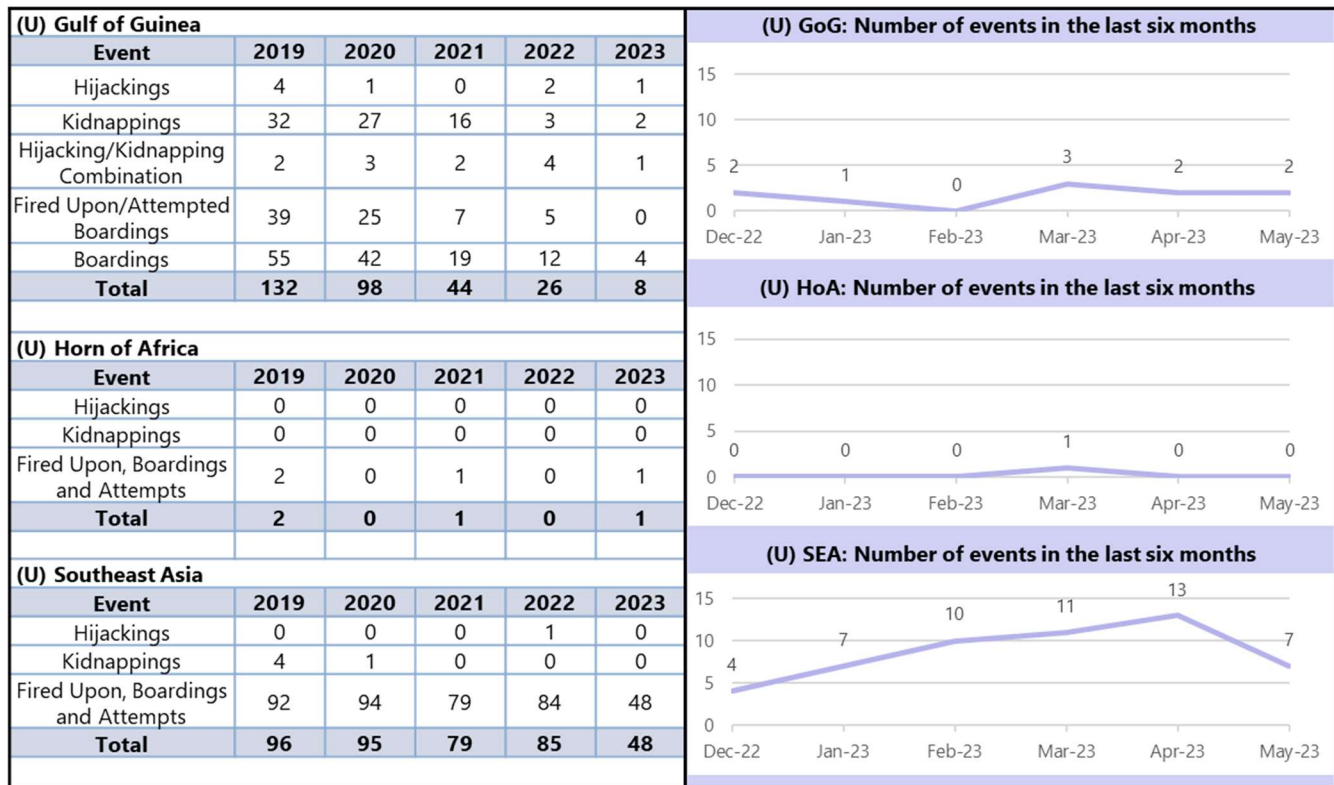 (U) Gulf of Guinea
Event 2019 2020 2021 2022 2023
Hijackings 4 1 0 2 1
Kidnappings 32 27 16 3 2
Hijacking/Kidnapping
Combination 2 3 2 4 1
Fired Upon/Attempted
Boardings 39 25 7 5 0
Boardings 55 42 19 12 4
Total 132 98 44 26 8
(U) Horn of Africa
Event 2019 2020 2021 2022 2023
Hijackings 0 0 0 0 0
Kidnappings 0 0 0 0 0
Fired Upon, Boardings
and Attempts 2 0 1 0 1
Total 2 0 1 0 1
(U) Southeast Asia
Event 2019 2020 2021 2022 2023
Hijackings 0 0 0 1 0
Kidnappings 4 1 0 0 0
Fired Upon, Boardings
and Attempts 92 94 79 84 48
Total 96 95 79 85 48
(U) GoG: Number of events in the last six months
15
10
5
0
2 1 0 3 2 2
Dec-22 Jan-23 Feb-23 Mar-23 Apr-23 May-23
(U) HoA: Number of events in the last six months
15
10
5
0
0 0 0 1 0 0
Dec-22 Jan-23 Feb-23 Mar-23 Apr-23 May-23
(U) SEA: Number of events in the last six months
15
10
5
0
4 7 10 11 13 7
Dec-22 Jan-23 Feb-23 Mar-23 Apr-23 May-23